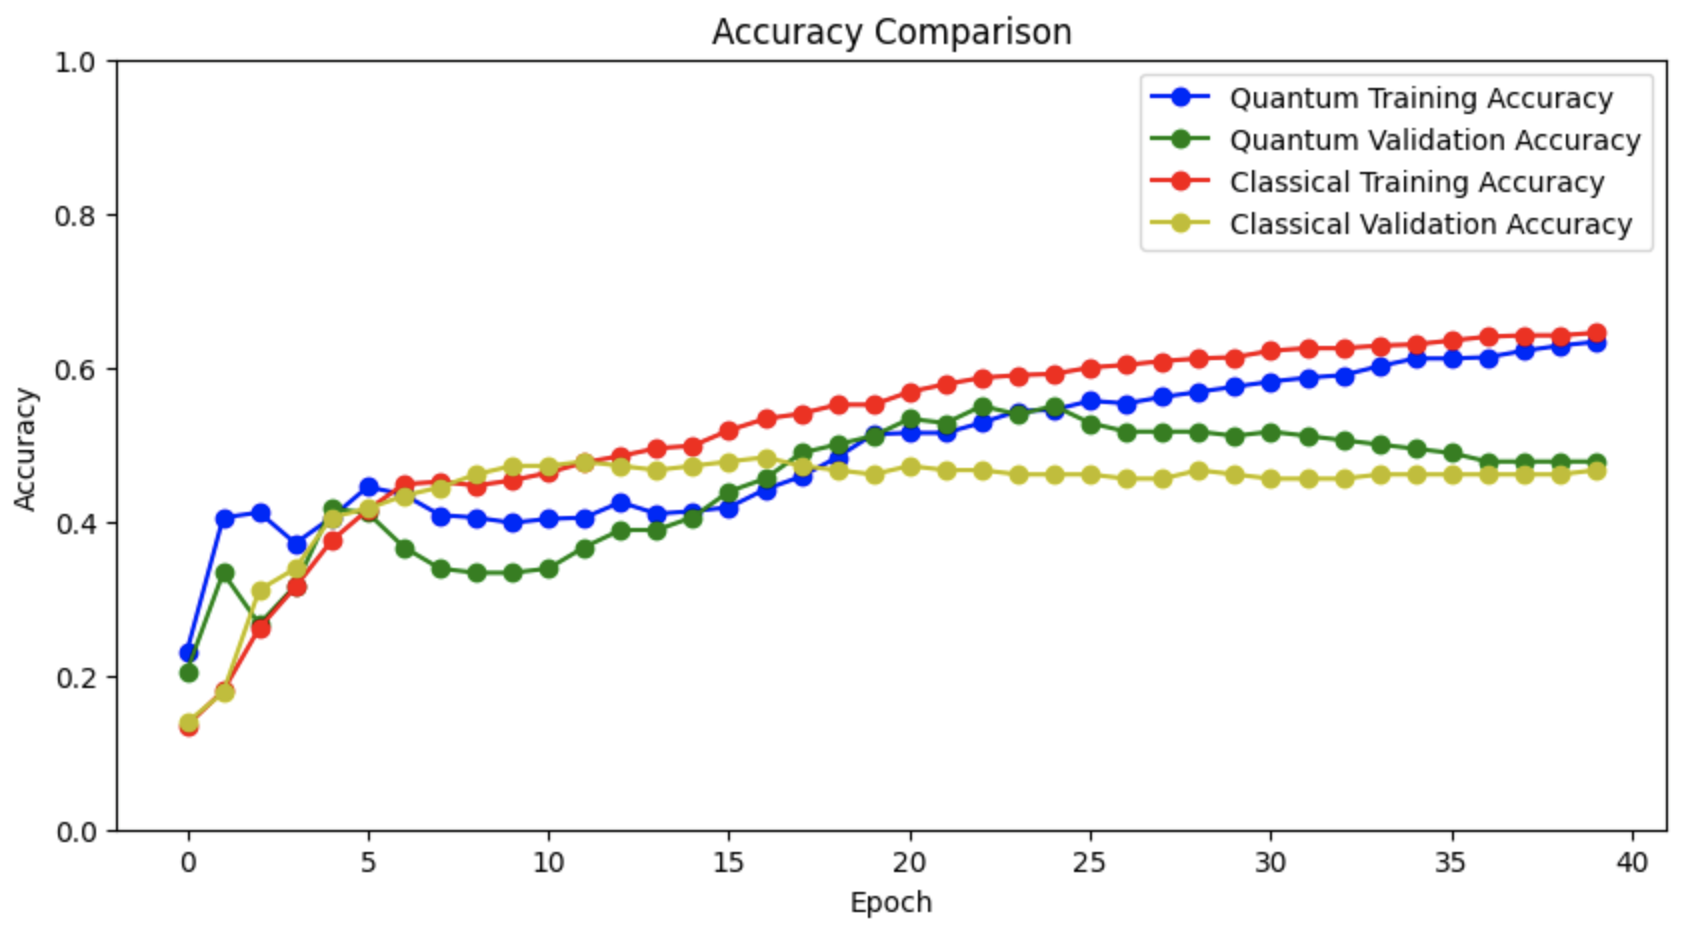 Accuracy Comparison
1.0
0.8
0.6
0.4
0.2
0.0
Accuracy
Quantum Training Accuracy
Quantum Validation Accuracy
Classical Training Accuracy
Classical Validation Accuracy
0 5 10 15 20 25 30 35 40
Epoch